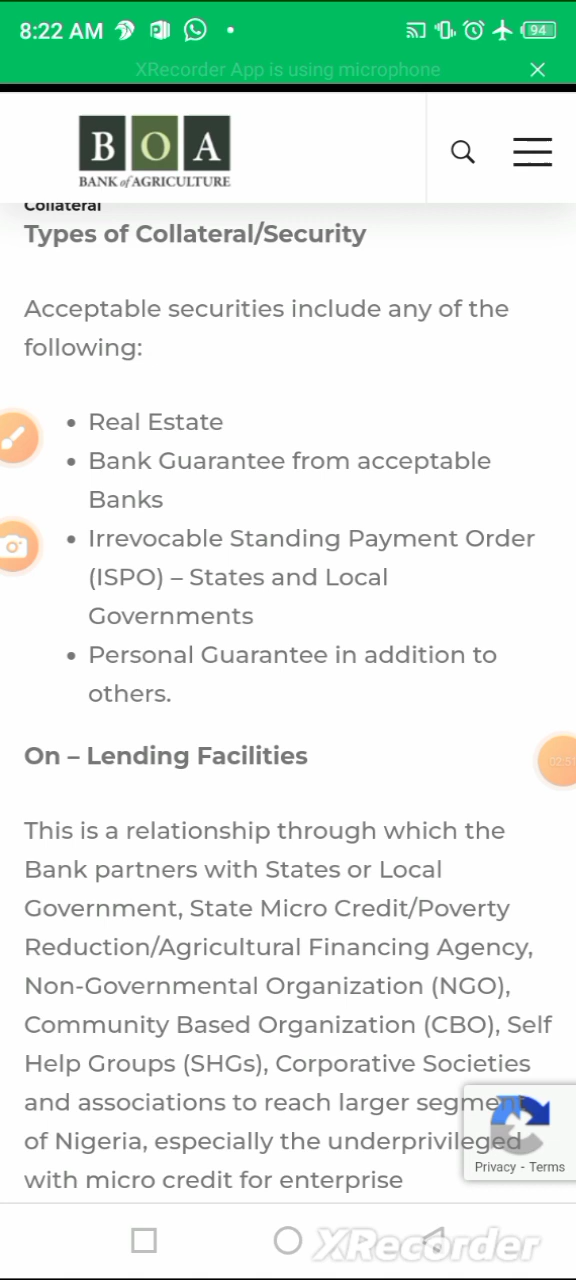 8:22 AM
94
XRecorder App is using microphone
B O A
BANK of AGRICULTURE
Collateral
Types of Collateral/Security
Acceptable securities include any of the
following:
• Real Estate
• Bank Guarantee from acceptable
Banks
• Irrevocable Standing Payment Order
(ISPO) – States and Local
Governments
• Personal Guarantee in addition to
others.
On – Lending Facilities
02:51
This is a relationship through which the
Bank partners with States or Local
Government, State Micro Credit/Poverty
Reduction/Agricultural Financing Agency,
Non-Governmental Organization (NGO),
Community Based Organization (CBO), Self
Help Groups (SHGs), Corporative Societies
and associations to reach larger segment
of Nigeria, especially the underprivileged
with micro credit for enterprise
Privacy - Terms
XRecorder